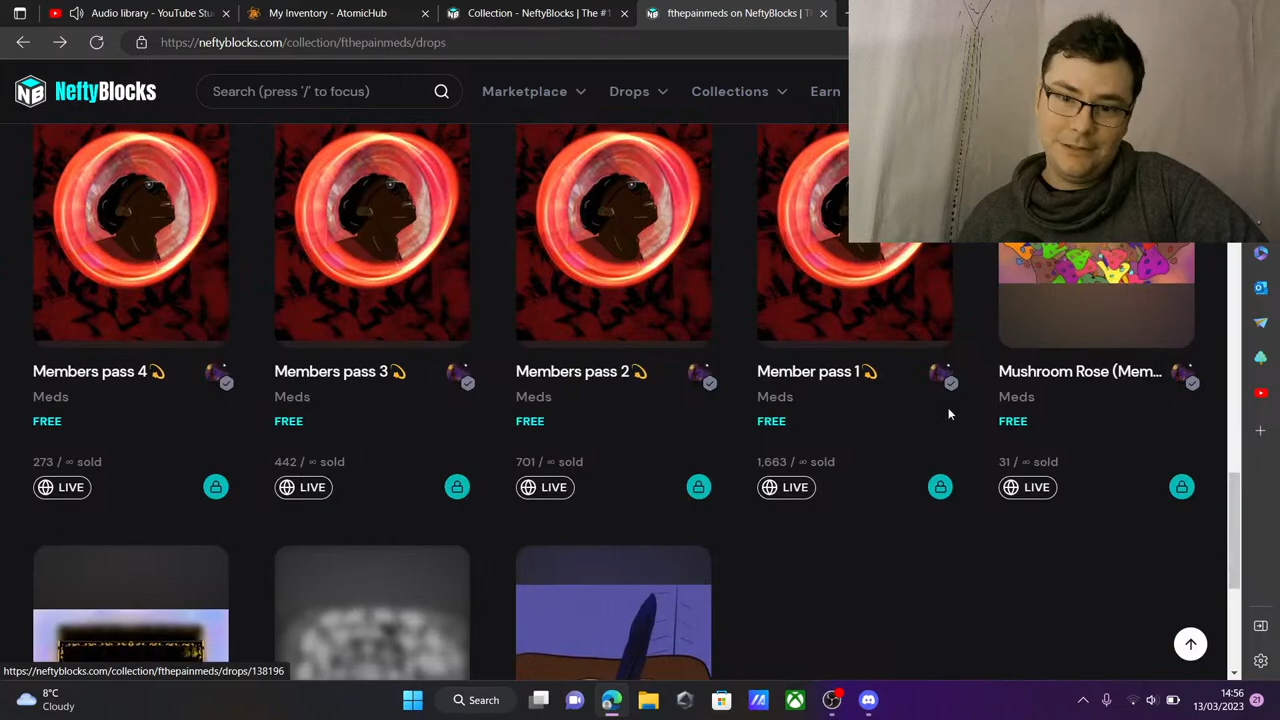 Audio library - YouTube Stu
My Inventory - AtomicHub
Collection - NeftyBlocks | The #1
fthepainmeds on NeftyBlocks | T
https://neftyblocks.com/collection/fthepainmeds/drops
NB NeftyBlocks
Search (press '/' to focus)
Marketplace
Drops
Collections
Earn
Members pass 4
Members pass 3
Members pass 2
Member pass 1
Mushroom Rose (Mem...
Meds
Meds
Meds
Meds
Meds
FREE
FREE
FREE
FREE
FREE
273 / ∞ sold
442 / ∞ sold
701 / ∞ sold
1,663 / ∞ sold
31 / ∞ sold
LIVE
LIVE
LIVE
LIVE
LIVE
https://neftyblocks.com/collection/fthepainmeds/drops/138196
8°C
Cloudy
Search
14:56
13/03/2023
21